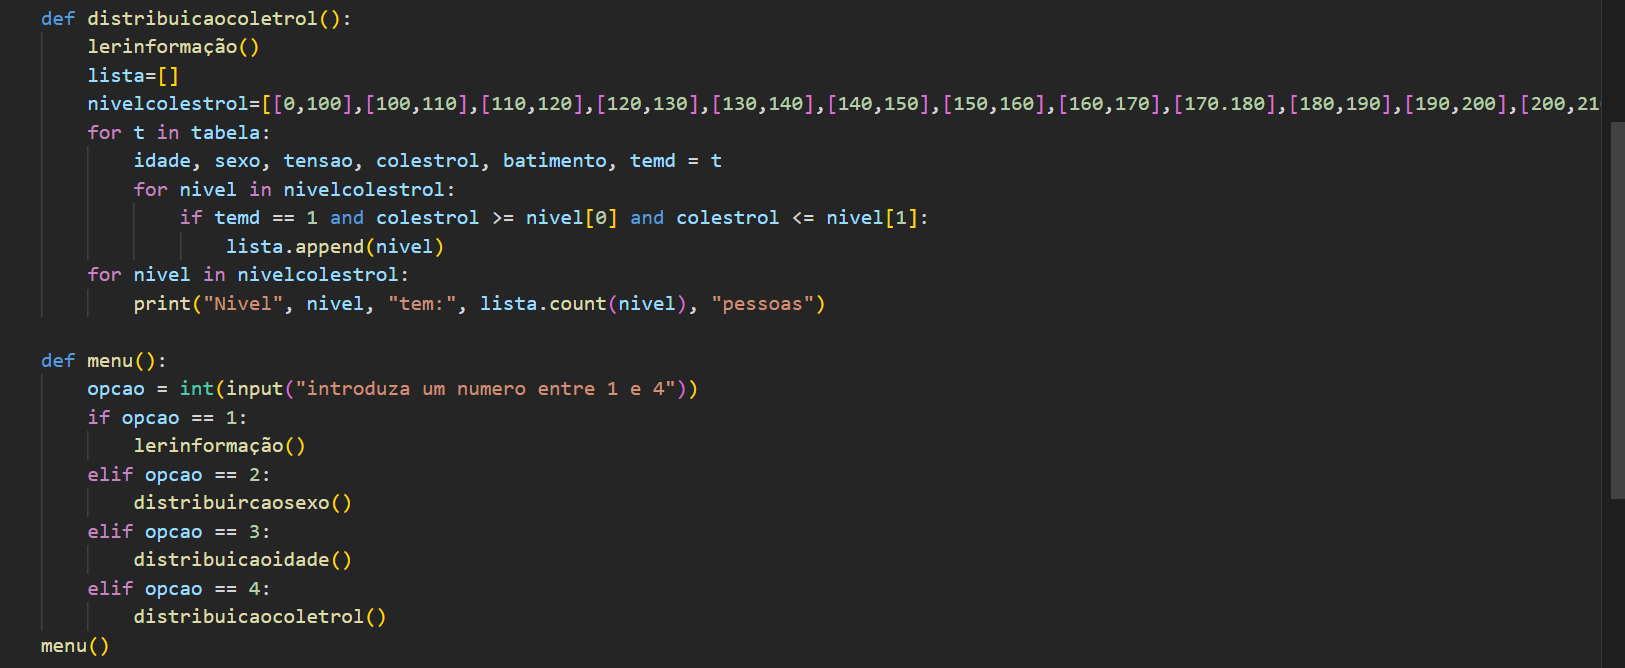 def distribuicaocoletrol():
    lerinformação()
    lista=[]
    nivelcolestrol=[[0,100],[100,110],[110,120],[120,130],[130,140],[140,150],[150,160],[160,170],[170.180],[180,190],[190,200],[200,21
    for t in tabela:
        idade, sexo, tensao, colestrol, batimento, temd = t
        for nivel in nivelcolestrol:
            if temd == 1 and colestrol >= nivel[0] and colestrol <= nivel[1]:
                lista.append(nivel)
    for nivel in nivelcolestrol:
        print("Nivel", nivel, "tem:", lista.count(nivel), "pessoas")

def menu():
    opcao = int(input("introduza um numero entre 1 e 4"))
    if opcao == 1:
        lerinformação()
    elif opcao == 2:
        distribuircaosexo()
    elif opcao == 3:
        distribuicaoidade()
    elif opcao == 4:
        distribuicaocoletrol()
menu()